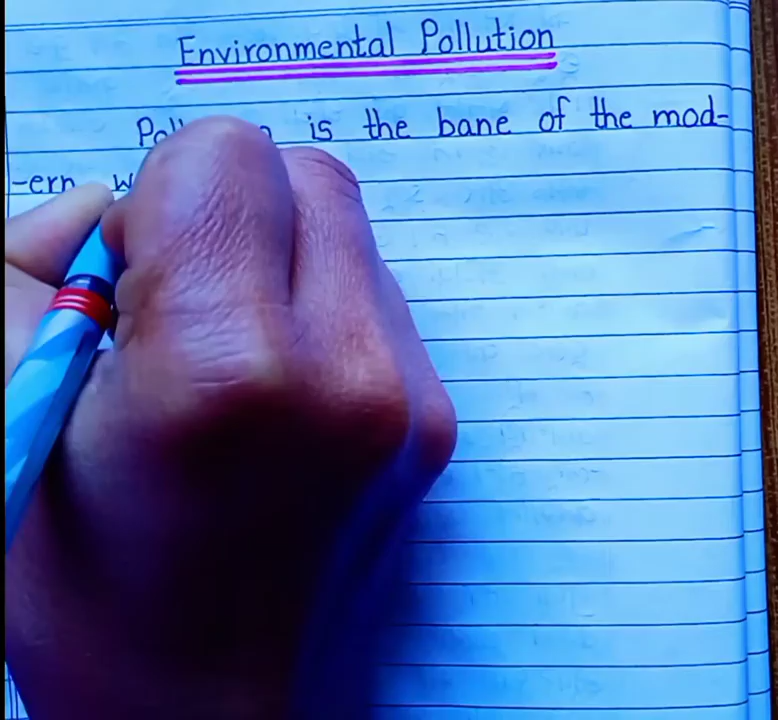 Environmental Pollution
is the bane of the mod-
-ern